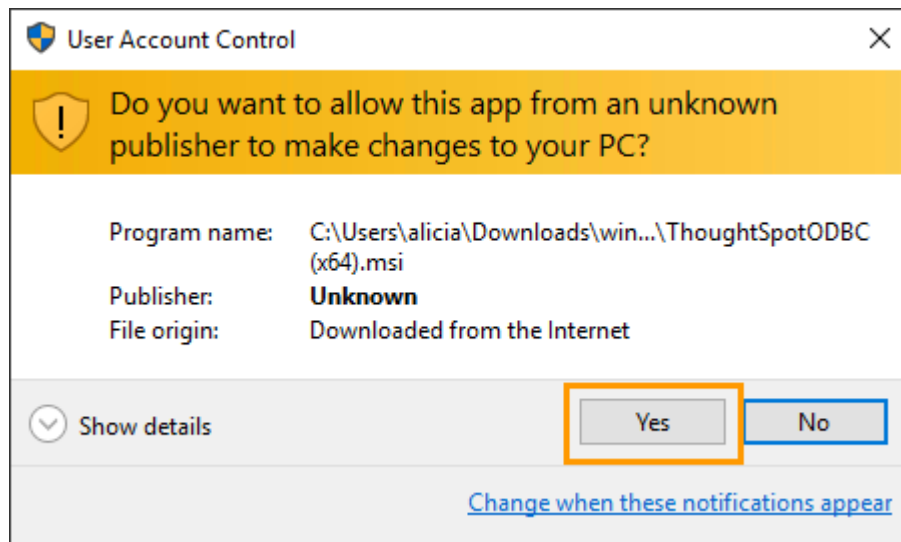 User Account Control
Do you want to allow this app from an unknown
publisher to make changes to your PC?
Program name: C:\Users\alicia\Downloads\win...\ThoughtSpotODBC
(x64).msi
Publisher: Unknown
File origin: Downloaded from the Internet
Show details Yes No
Change when these notifications appear